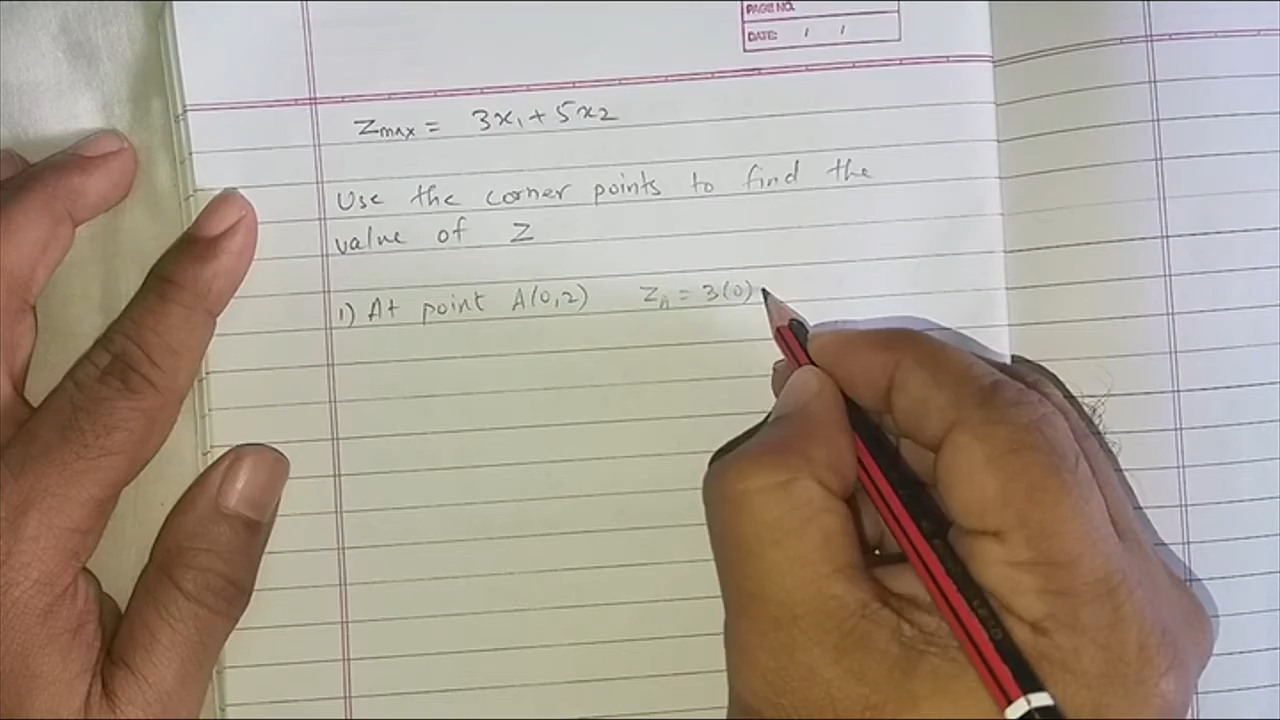 PAGE NO.
DATE: / /
Zmax = 3x₁ + 5x₂
Use the corner points to find the
value of Z
1) At point A(0,2) Z_A = 3(0)